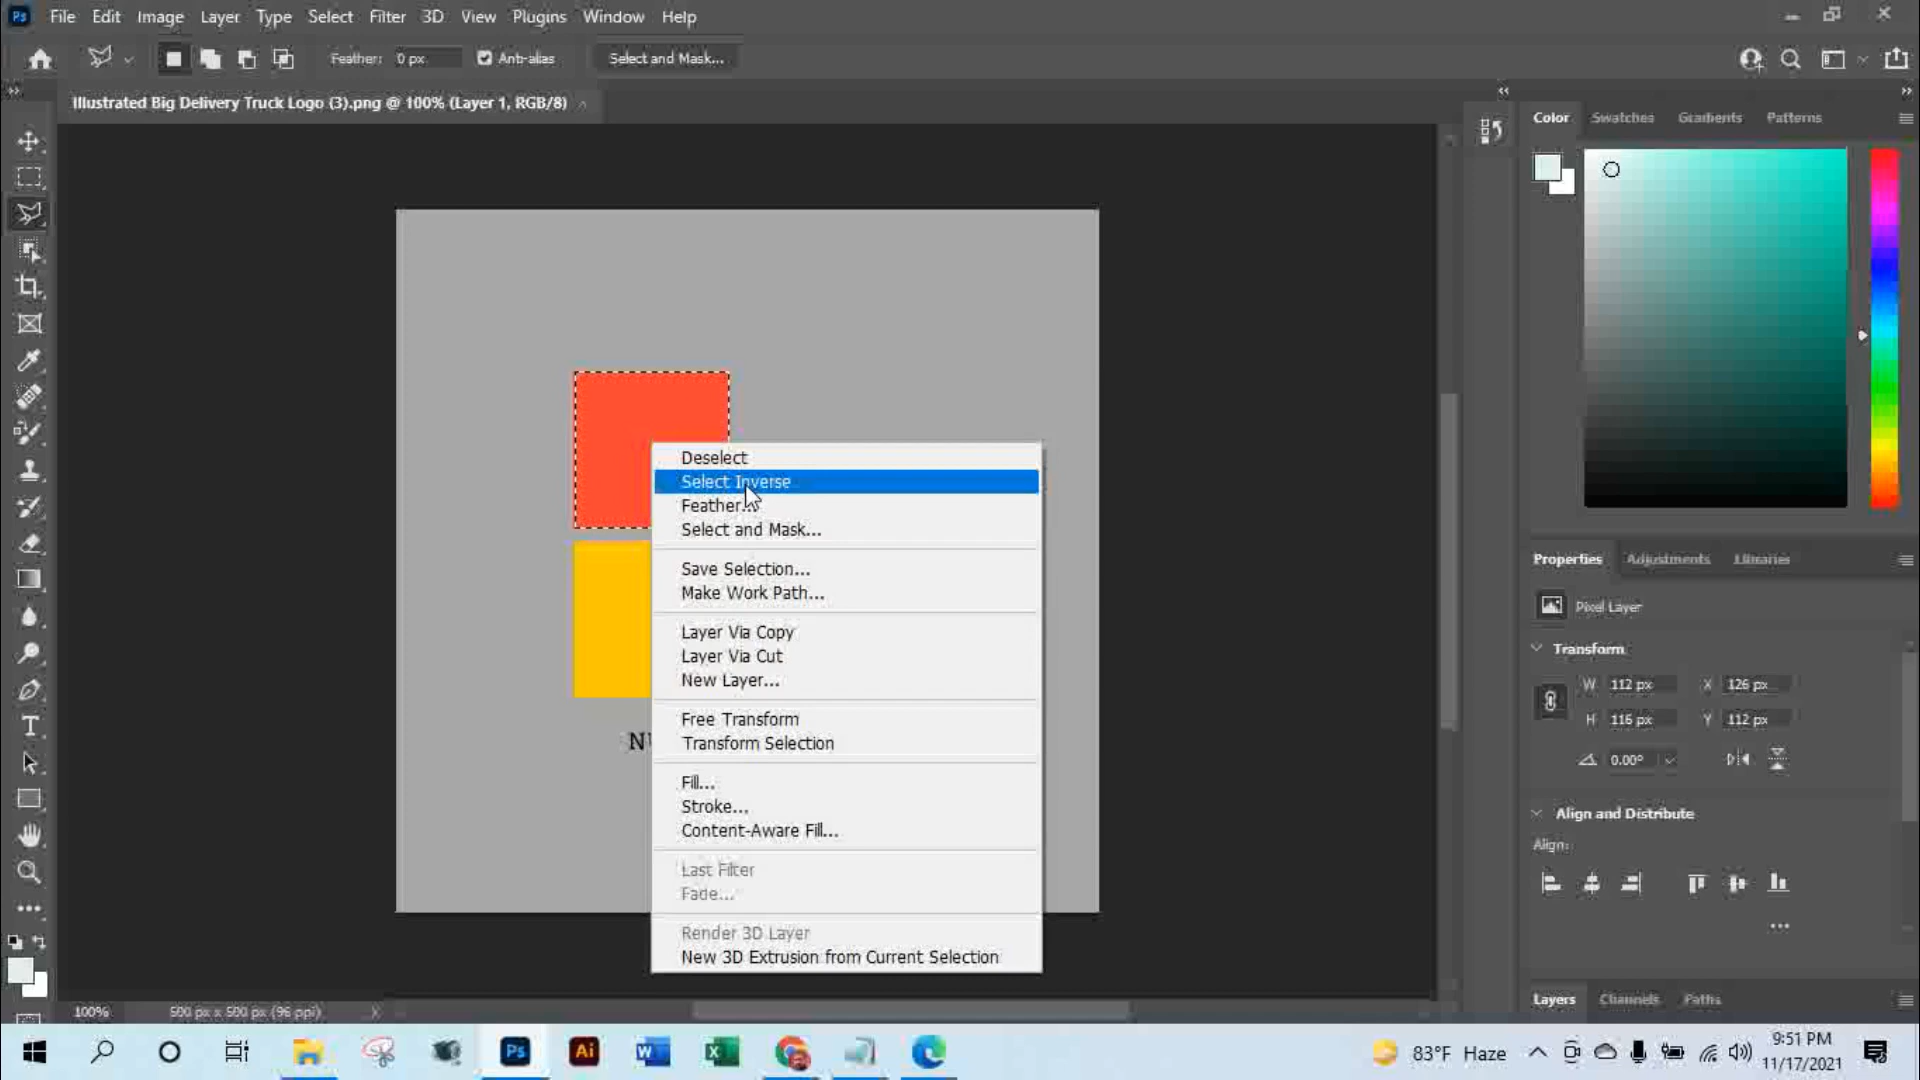 Ps File Edit Image Layer Type Select Filter 3D View Plugins Window Help
Feather: 0 px Anti-alias Select and Mask...
Illustrated Big Delivery Truck Logo (3).png @ 100% (Layer 1, RGB/8)
Color Swatches Gradients Patterns
Deselect
Select Inverse
Feather...
Select and Mask...
Save Selection...
Make Work Path...
Layer Via Copy
Layer Via Cut
New Layer...
Free Transform
Transform Selection
Fill...
Stroke...
Content-Aware Fill...
Last Filter
Fade...
Render 3D Layer
New 3D Extrusion from Current Selection
Properties Adjustments Libraries
Pixel Layer
Transform
W 112 px X 126 px
H 116 px Y 112 px
0.00°
Align and Distribute
Align:
Layers Channels Paths
100% 500 px x 500 px (96 ppi)
Ps Ai W X
83°F Haze
9:51 PM
11/17/2021